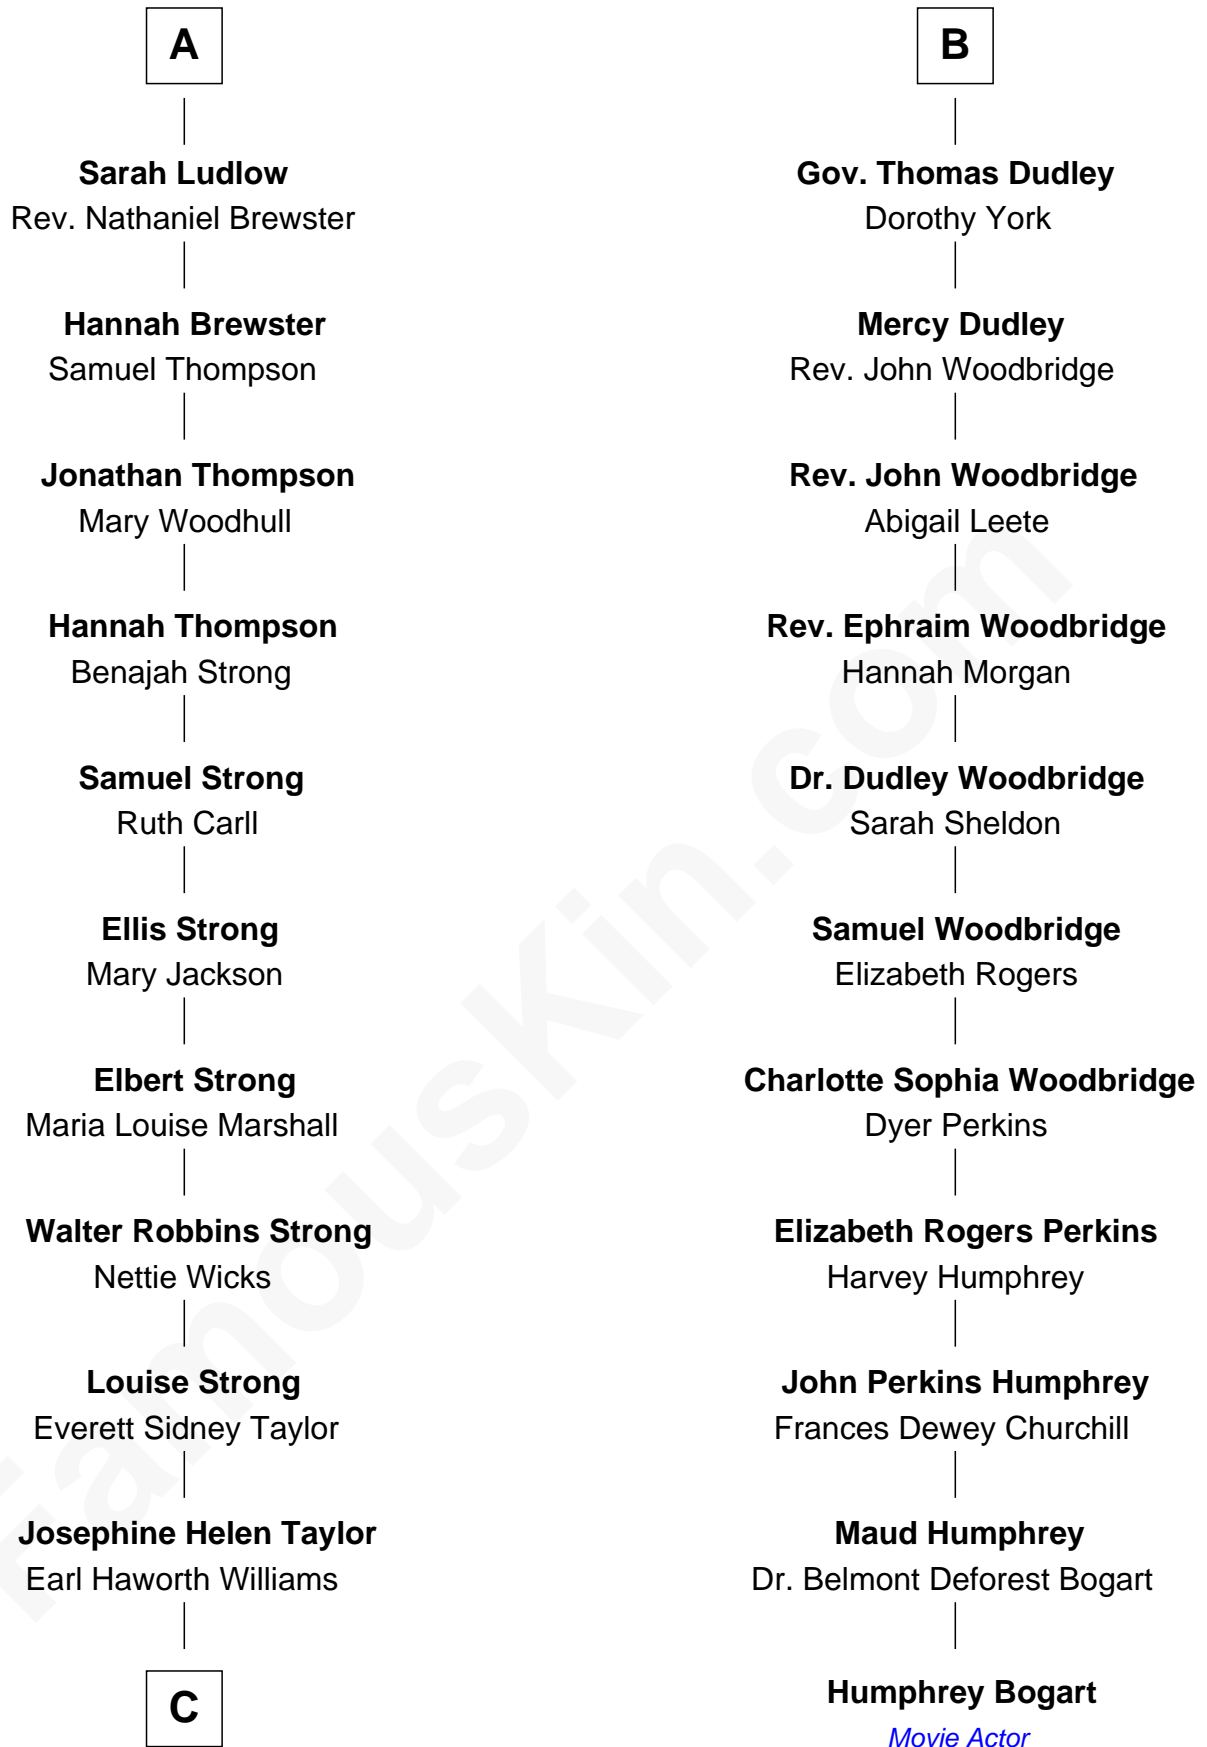 A
Sarah Ludlow
Rev. Nathaniel Brewster
Hannah Brewster
Samuel Thompson
Jonathan Thompson
Mary Woodhull
Hannah Thompson
Benajah Strong
Samuel Strong
Ruth Carll
Ellis Strong
Mary Jackson
Elbert Strong
Maria Louise Marshall
Walter Robbins Strong
Nettie Wicks
Louise Strong
Everett Sidney Taylor
Josephine Helen Taylor
Earl Haworth Williams
C
B
Gov. Thomas Dudley
Dorothy York
Mercy Dudley
Rev. John Woodbridge
Rev. John Woodbridge
Abigail Leete
Rev. Ephraim Woodbridge
Hannah Morgan
Dr. Dudley Woodbridge
Sarah Sheldon
Samuel Woodbridge
Elizabeth Rogers
Charlotte Sophia Woodbridge
Dyer Perkins
Elizabeth Rogers Perkins
Harvey Humphrey
John Perkins Humphrey
Frances Dewey Churchill
Maud Humphrey
Dr. Belmont Deforest Bogart
Humphrey Bogart
Movie Actor
FamousKin.com